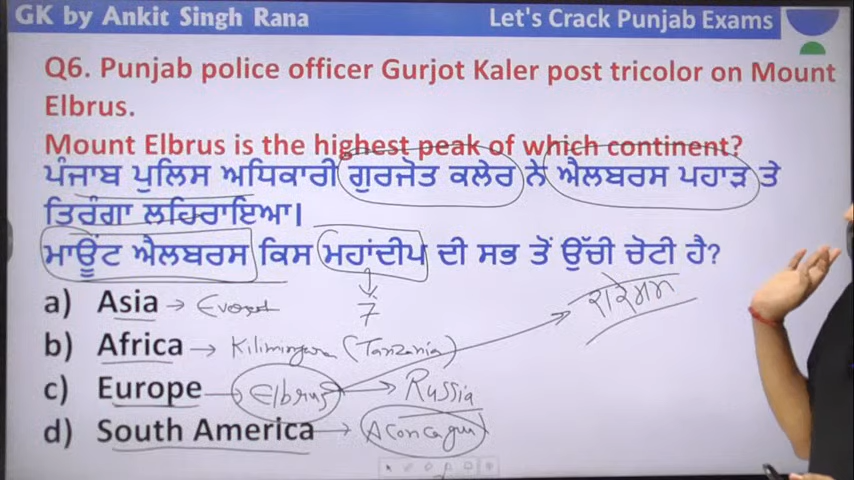 GK by Ankit Singh Rana
Let's Crack Punjab Exams
Q6. Punjab police officer Gurjot Kaler post tricolor on Mount
Elbrus.
Mount Elbrus is the highest peak of which continent?
ਪੰਜਾਬ ਪੁਲਿਸ ਅਧਿਕਾਰੀ ਗੁਰਜੋਤ ਕਲੇਰ ਨੇ ਐਲਬਰਸ ਪਹਾੜ ਤੇ
ਤਿਰੰਗਾ ਲਹਿਰਾਇਆ।
ਮਾਊਂਟ ਐਲਬਰਸ ਕਿਸ ਮਹਾਂਦੀਪ ਦੀ ਸਭ ਤੋਂ ਉੱਚੀ ਚੋਟੀ ਹੈ?
7
a) Asia → Everest
b) Africa → (Tanzania)
c) Europe → Elbrus → Russia
d) South America → Aconcagua